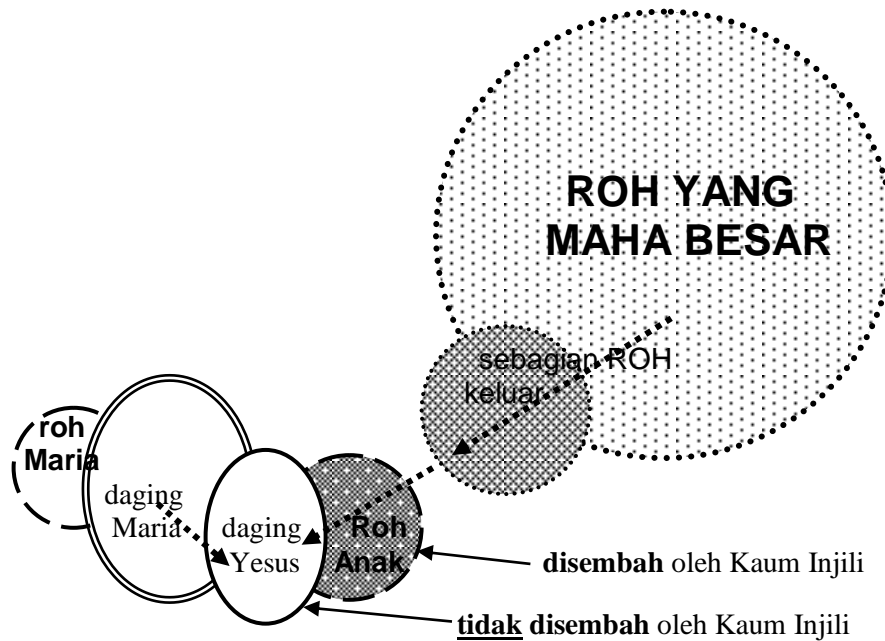 ROH YANG
MAHA BESAR
sebagian ROH
keluar
roh
Maria
daging
Maria
daging
Yesus
Roh
Anak
disembah oleh Kaum Injili
tidak disembah oleh Kaum Injili